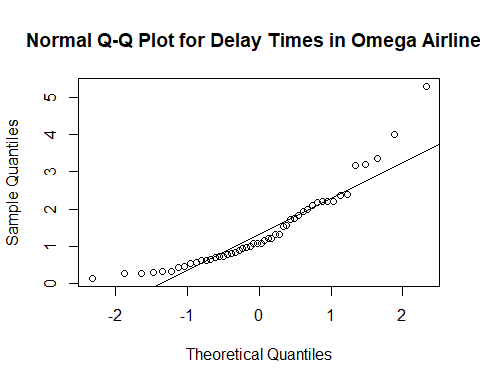 Normal Q-Q Plot for Delay Times in Omega Airline
Sample Quantiles
5
4
3
2
1
0
-2 -1 0 1 2
Theoretical Quantiles